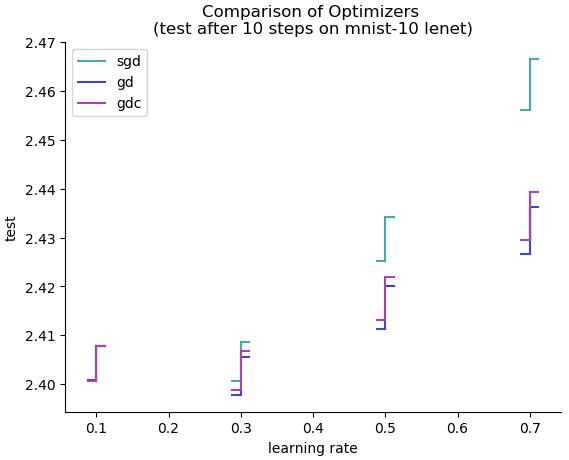 Comparison of Optimizers
(test after 10 steps on mnist-10 lenet)
2.47
2.46
2.45
2.44
2.43
2.42
2.41
2.40
test
sgd
gd
gdc
0.1 0.2 0.3 0.4 0.5 0.6 0.7
learning rate